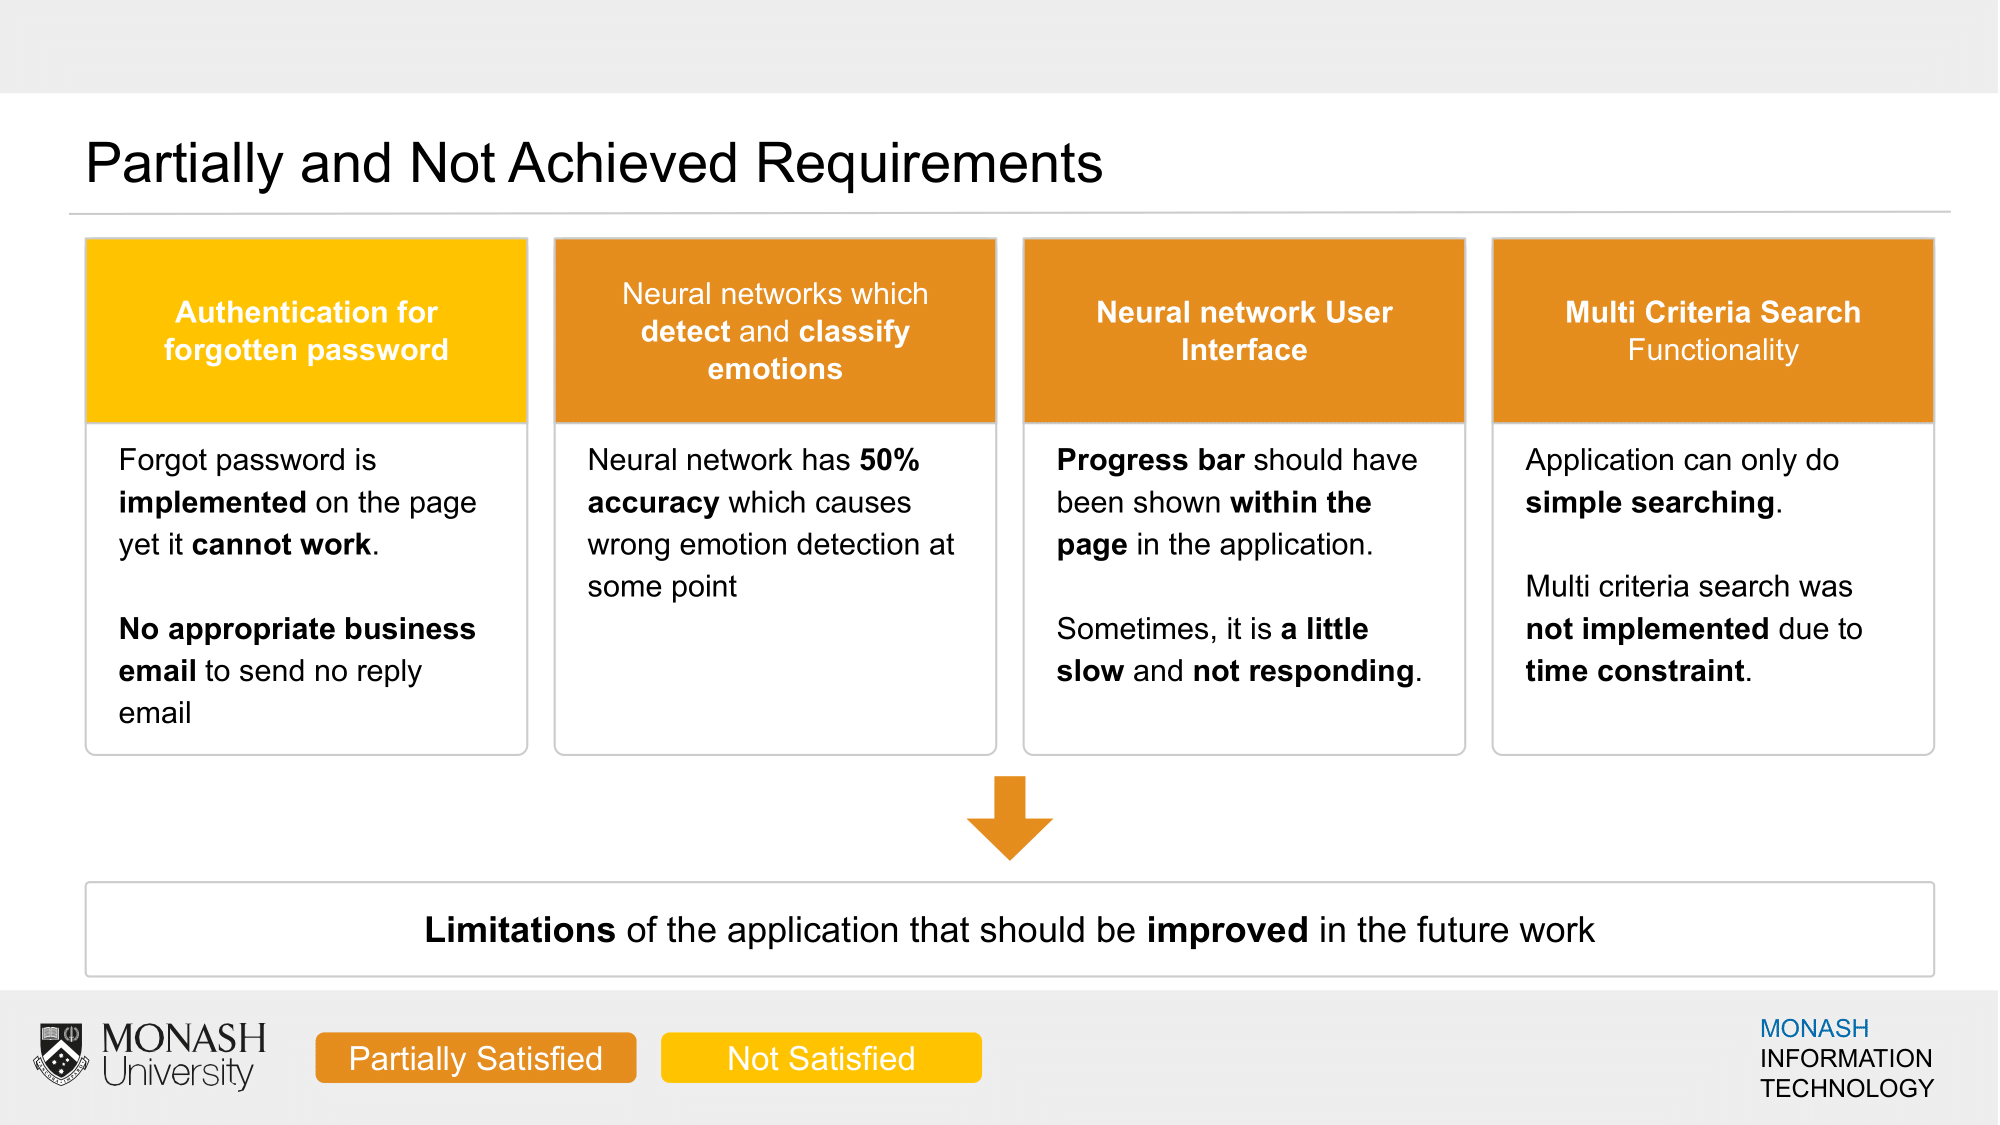 Partially and Not Achieved Requirements
Authentication for
forgotten password
Forgot password is
implemented on the page
yet it cannot work.
No appropriate business
email to send no reply
email
Neural networks which
detect and classify
emotions
Neural network has 50%
accuracy which causes
wrong emotion detection at
some point
Neural network User
Interface
Progress bar should have
been shown within the
page in the application.
Sometimes, it is a little
slow and not responding.
Multi Criteria Search
Functionality
Application can only do
simple searching.
Multi criteria search was
not implemented due to
time constraint.
Limitations of the application that should be improved in the future work
MONASH
University
Partially Satisfied
Not Satisfied
MONASH
INFORMATION
TECHNOLOGY